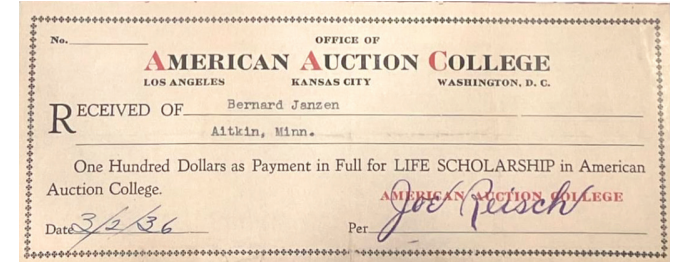 No.
OFFICE OF
AMERICAN AUCTION COLLEGE
LOS ANGELES KANSAS CITY WASHINGTON, D. C.
RECEIVED OF Bernard Janzen
Aitkin, Minn.
One Hundred Dollars as Payment in Full for LIFE SCHOLARSHIP in American
Auction College.
AMERICAN AUCTION COLLEGE
Date 3/2/36 Per Joe Reisch